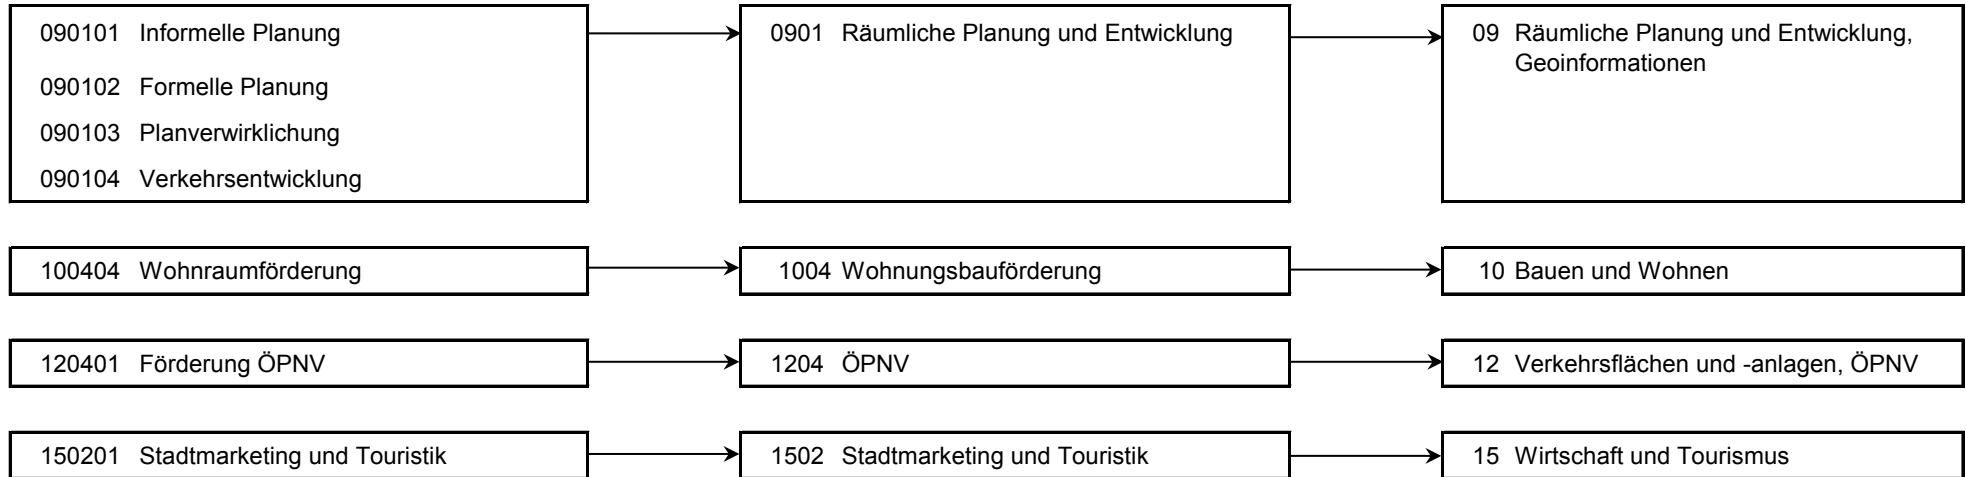 090101 Informelle Planung
0901 Räumliche Planung und Entwicklung
09 Räumliche Planung und Entwicklung,
Geoinformationen
090102 Formelle Planung
090103 Planverwirklichung
090104 Verkehrsentwicklung
100404 Wohnraumförderung
1004 Wohnungsbauförderung
10 Bauen und Wohnen
120401 Förderung ÖPNV
1204 ÖPNV
12 Verkehrsflächen und -anlagen, ÖPNV
150201 Stadtmarketing und Touristik
1502 Stadtmarketing und Touristik
15 Wirtschaft und Tourismus